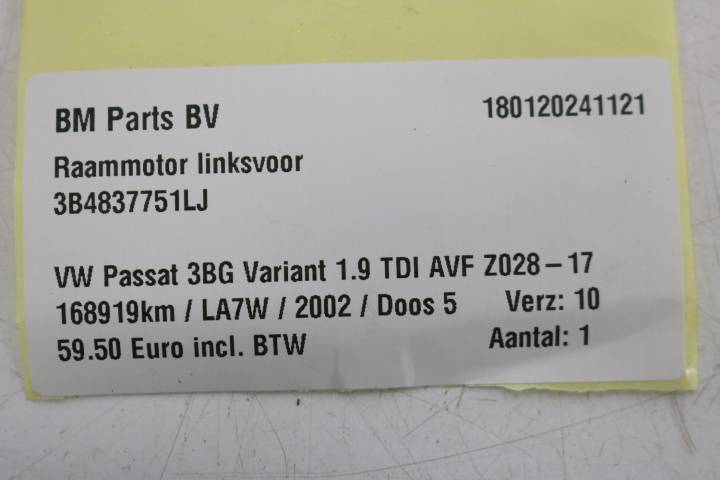 BM Parts BV 180120241121
Raammotor linksvoor
3B4837751LJ
VW Passat 3BG Variant 1.9 TDI AVF Z028-17
168919km / LA7W / 2002 / Doos 5 Verz: 10
59.50 Euro incl. BTW Aantal: 1